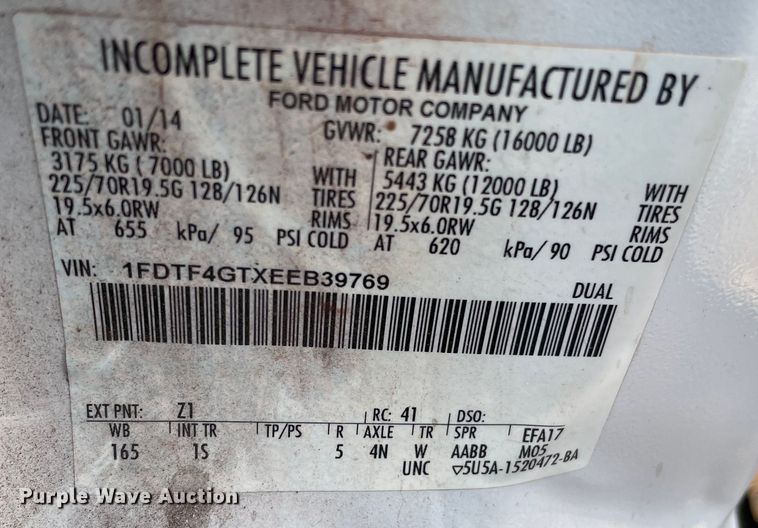 INCOMPLETE VEHICLE MANUFACTURED BY
FORD MOTOR COMPANY
DATE: 01/14 GVWR: 7258 KG (16000 LB)
FRONT GAWR: REAR GAWR:
3175 KG ( 7000 LB) WITH 5443 KG (12000 LB) WITH
225/70R19.5G 128/126N TIRES 225/70R19.5G 128/126N TIRES
19.5x6.0RW RIMS 19.5x6.0RW RIMS
AT 655 kPa/ 95 PSI COLD AT 620 kPa/ 90 PSI COLD
VIN: 1FDTF4GTXEEB39769 DUAL
EXT PNT: Z1 RC: 41 DSO:
WB INT TR TP/PS R AXLE TR SPR EFA17
165 1S 5 4N W AABB M05
UNC ▽5U5A-1520472-BA
Purple Wave Auction